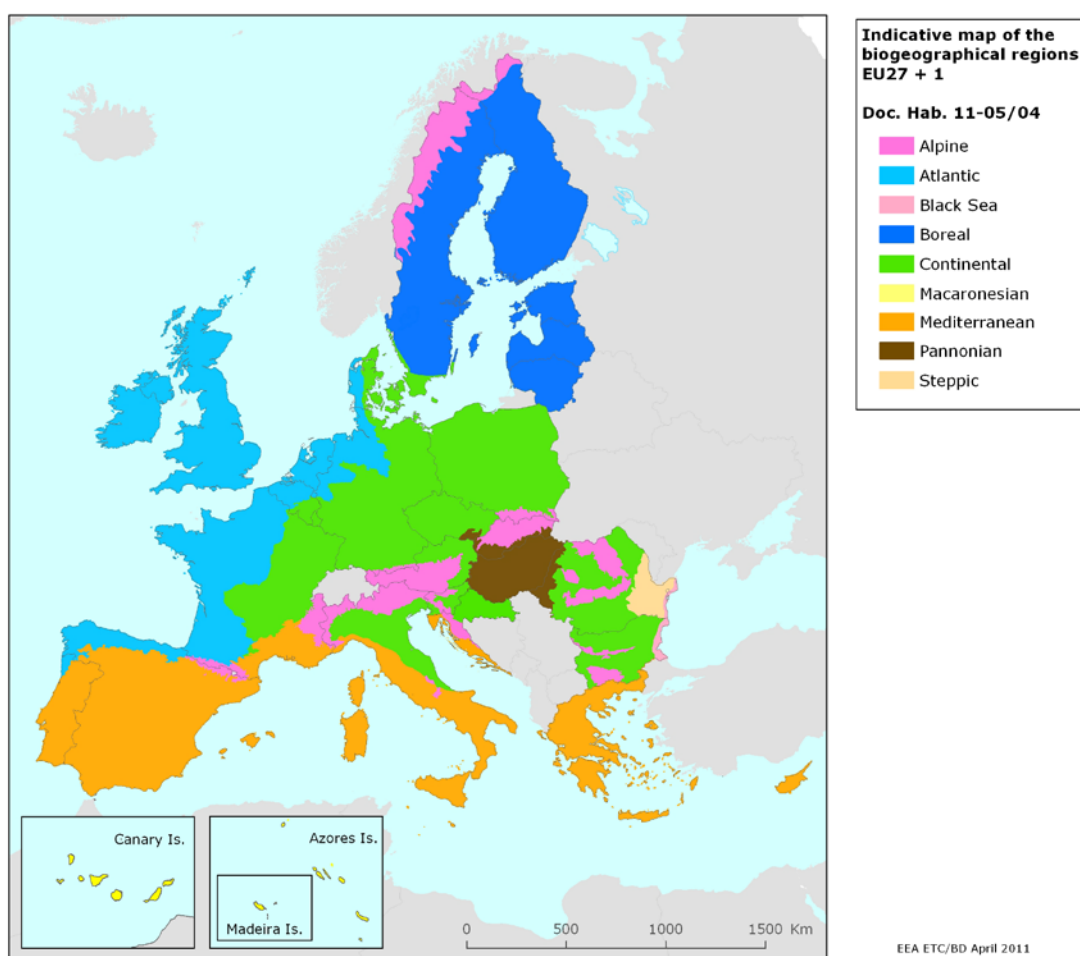 Indicative map of the
biogeographical regions
EU27 + 1
Doc. Hab. 11-05/04
Alpine
Atlantic
Black Sea
Boreal
Continental
Macaronesian
Mediterranean
Pannonian
Steppic
Canary Is.
Azores Is.
Madeira Is.
0 500 1000 1500 Km
EEA ETC/BD April 2011